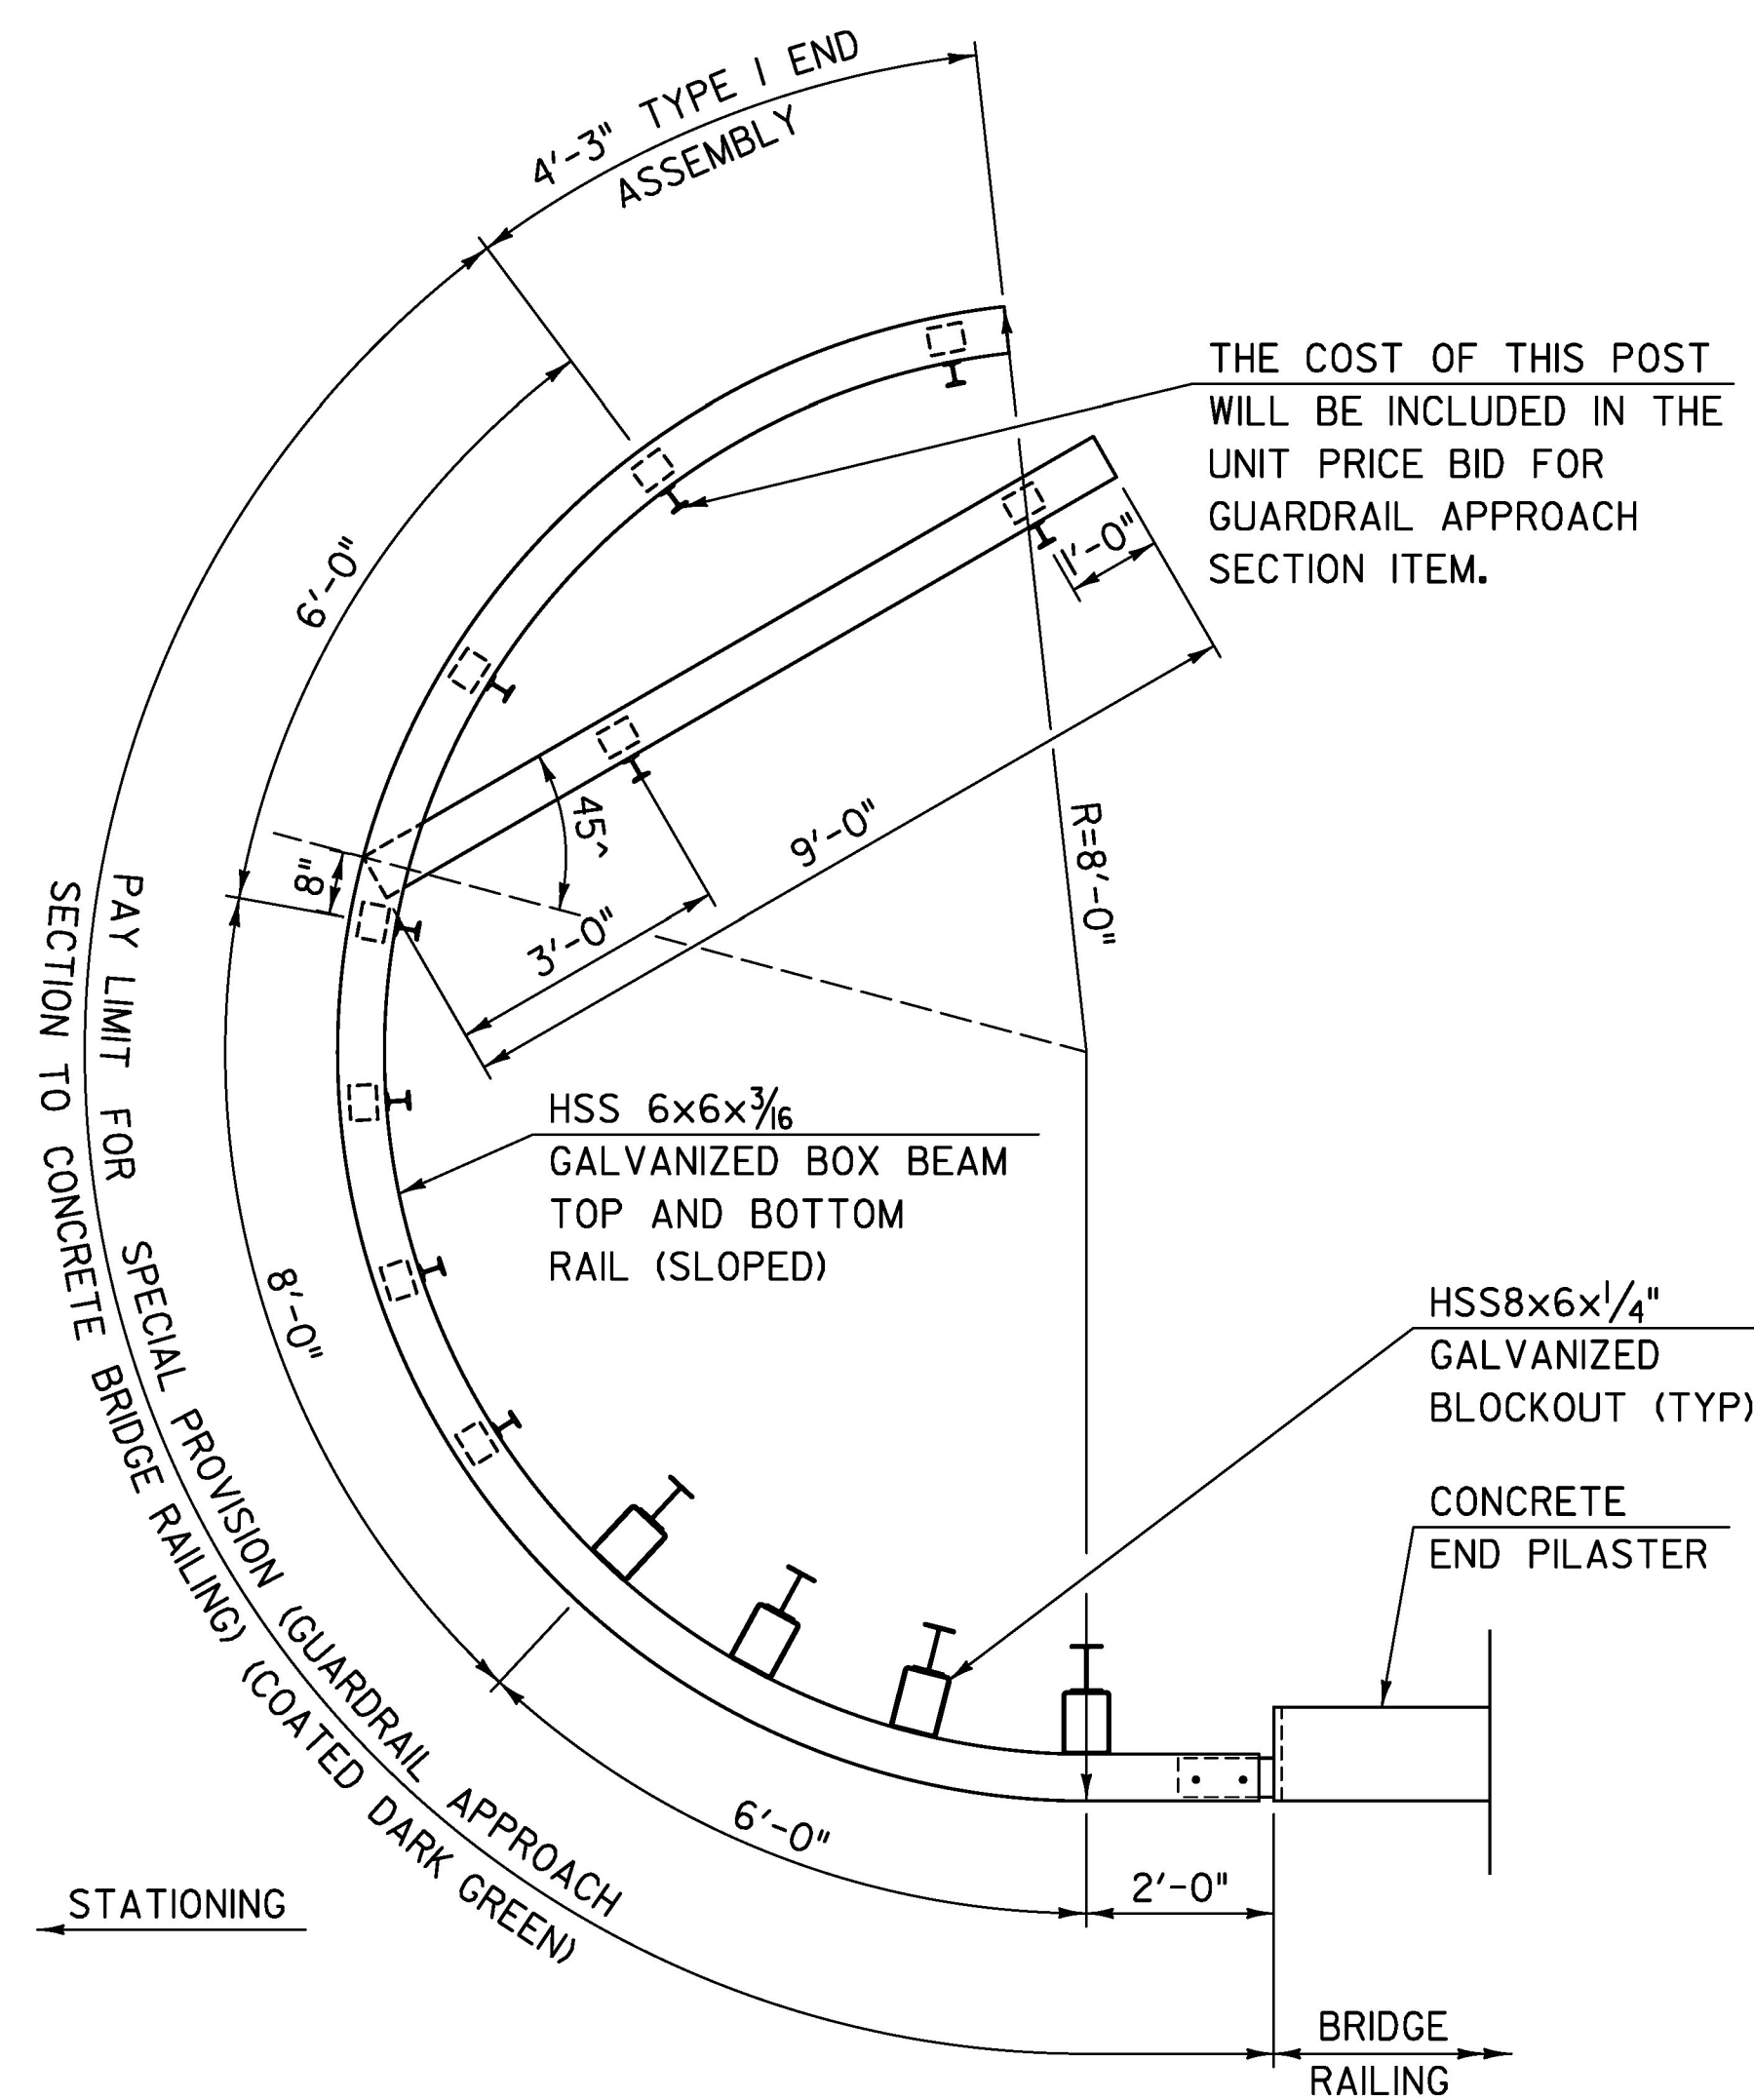 4'-3" TYPE I END
ASSEMBLY
THE COST OF THIS POST
WILL BE INCLUDED IN THE
UNIT PRICE BID FOR
GUARDRAIL APPROACH
SECTION ITEM.
1'-0"
6'-0"
45^
9'-0"
R=8'-0"
8"
3'-0"
PAY LIMIT FOR SPECIAL PROVISION (GUARDRAIL APPROACH
SECTION TO CONCRETE BRIDGE RAILING) (COATED DARK GREEN)
HSS 6x6x3/16
GALVANIZED BOX BEAM
TOP AND BOTTOM
RAIL (SLOPED)
8'-0"
HSS8x6x1/4"
GALVANIZED
BLOCKOUT (TYP)
CONCRETE
END PILASTER
6'-0"
2'-0"
STATIONING
BRIDGE
RAILING